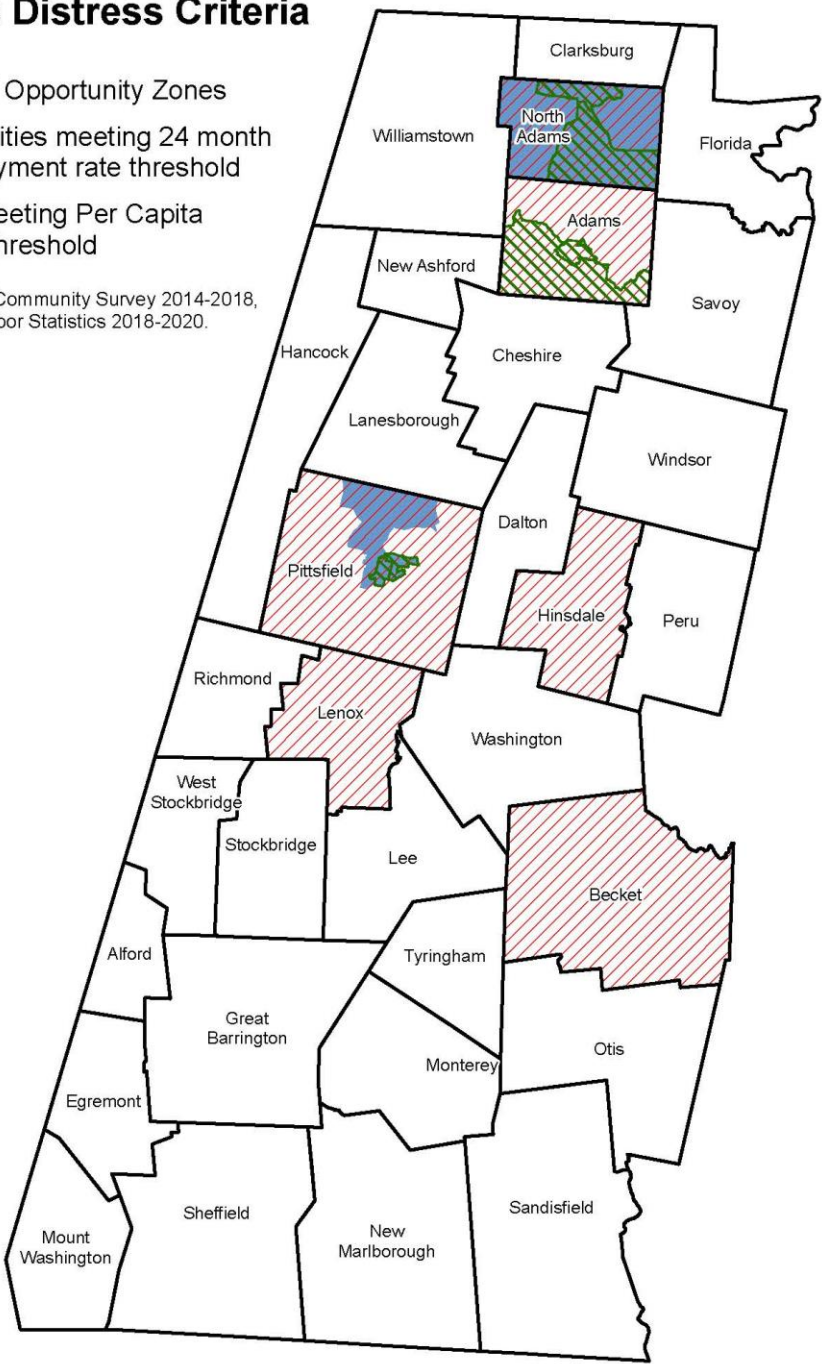 Distress Criteria
Opportunity Zones
ities meeting 24 month
yment rate threshold
eeting Per Capita
hreshold
Community Survey 2014-2018,
or Statistics 2018-2020.
Clarksburg
Williamstown
North
Adams
Florida
Adams
New Ashford
Savoy
Hancock
Cheshire
Lanesborough
Windsor
Dalton
Pittsfield
Hinsdale
Peru
Richmond
Lenox
Washington
West
Stockbridge
Stockbridge
Lee
Becket
Alford
Tyringham
Great
Barrington
Otis
Monterey
Egremont
Sandisfield
Sheffield
New
Marlborough
Mount
Washington